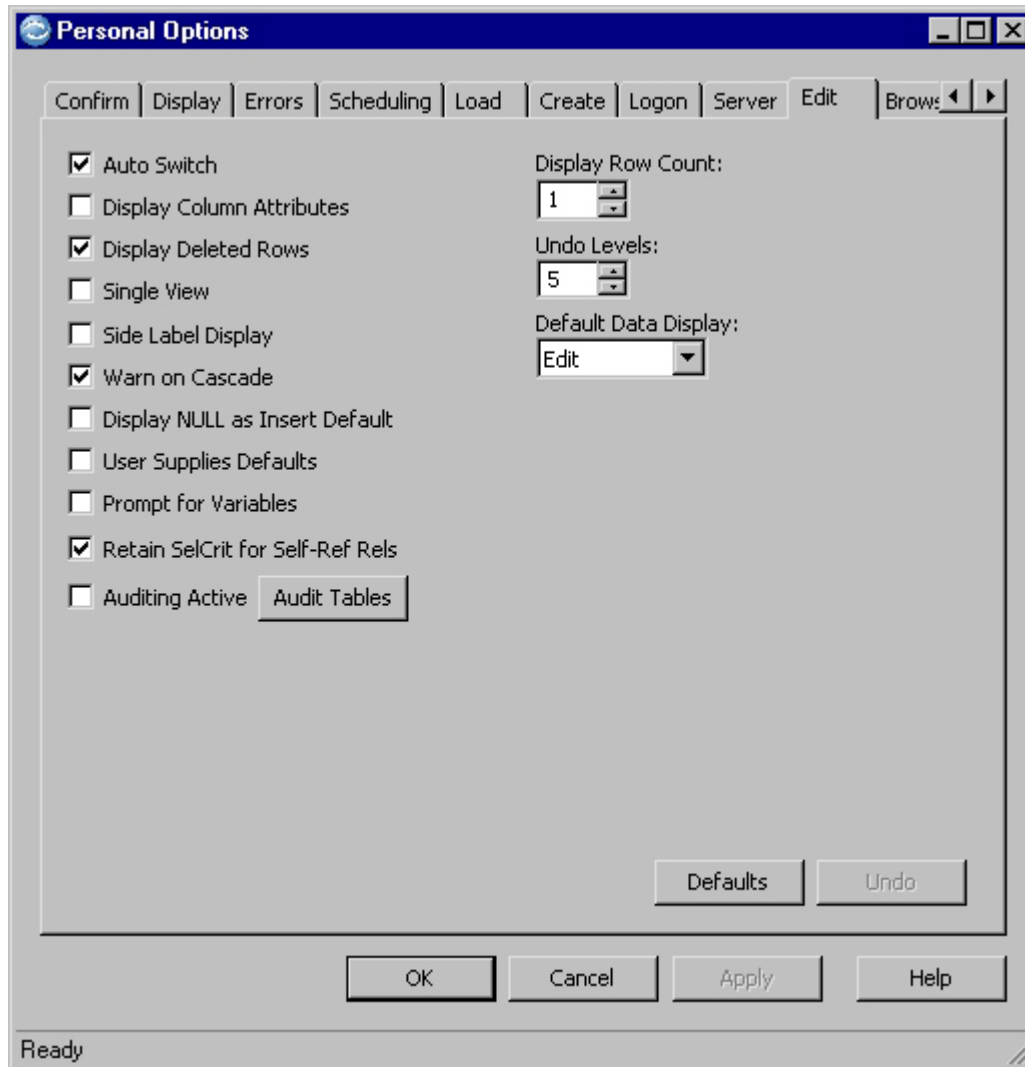 Personal Options
Confirm Display Errors Scheduling Load Create Logon Server Edit Brows
Auto Switch
Display Column Attributes
Display Deleted Rows
Single View
Side Label Display
Warn on Cascade
Display NULL as Insert Default
User Supplies Defaults
Prompt for Variables
Retain SelCrit for Self-Ref Rels
Auditing Active Audit Tables
Display Row Count:
1
Undo Levels:
5
Default Data Display:
Edit
Defaults Undo
OK Cancel Apply Help
Ready